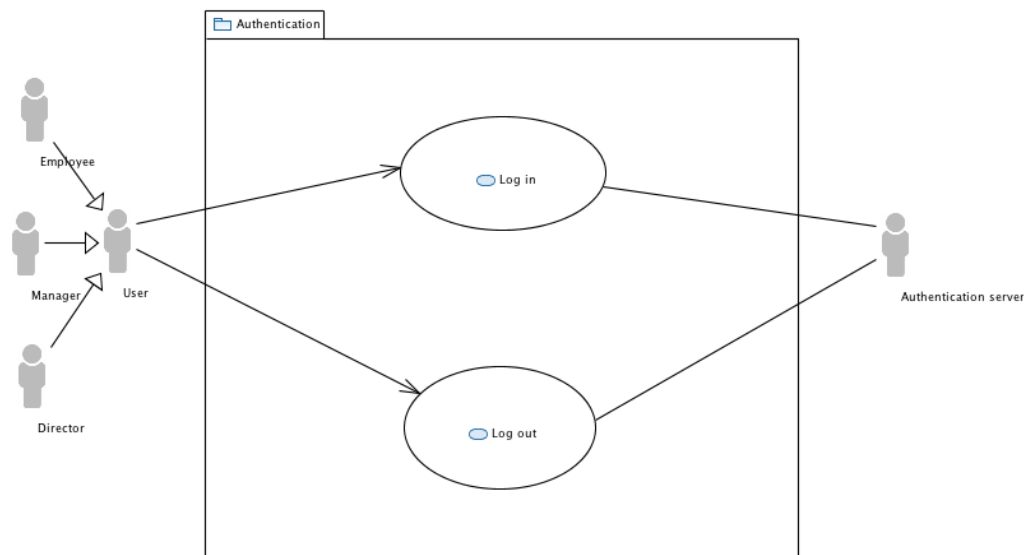 Authentication
Employee
Log in
Manager
User
Authentication server
Director
Log out